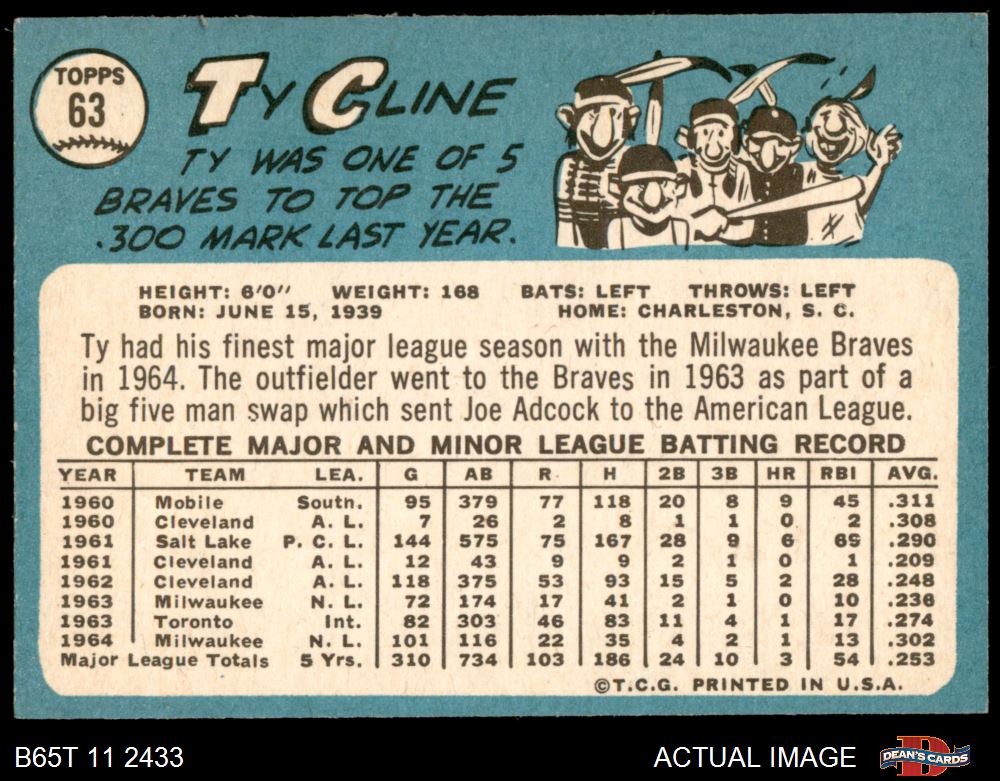 TOPPS
63
TY CLINE
TY WAS ONE OF 5
BRAVES TO TOP THE
.300 MARK LAST YEAR.
HEIGHT: 6'0" WEIGHT: 168 BATS: LEFT THROWS: LEFT
BORN: JUNE 15, 1939 HOME: CHARLESTON, S. C.
Ty had his finest major league season with the Milwaukee Braves
in 1964. The outfielder went to the Braves in 1963 as part of a
big five man swap which sent Joe Adcock to the American League.
COMPLETE MAJOR AND MINOR LEAGUE BATTING RECORD
YEAR TEAM LEA. G AB R H 2B 3B HR RBI AVG.
1960 Mobile South. 95 379 77 118 20 8 9 45 .311
1960 Cleveland A. L. 7 26 2 8 1 1 0 2 .308
1961 Salt Lake P. C. L. 144 575 75 167 28 9 6 69 .290
1961 Cleveland A. L. 12 43 9 9 2 1 0 1 .209
1962 Cleveland A. L. 118 375 53 93 15 5 2 28 .248
1963 Milwaukee N. L. 72 174 17 41 2 1 0 10 .236
1963 Toronto Int. 82 303 46 83 11 4 1 17 .274
1964 Milwaukee N. L. 101 116 22 35 4 2 1 13 .302
Major League Totals 5 Yrs. 310 734 103 186 24 10 3 54 .253
©T.C.G. PRINTED IN U.S.A.
B65T 11 2433 ACTUAL IMAGE DEAN'S CARDS